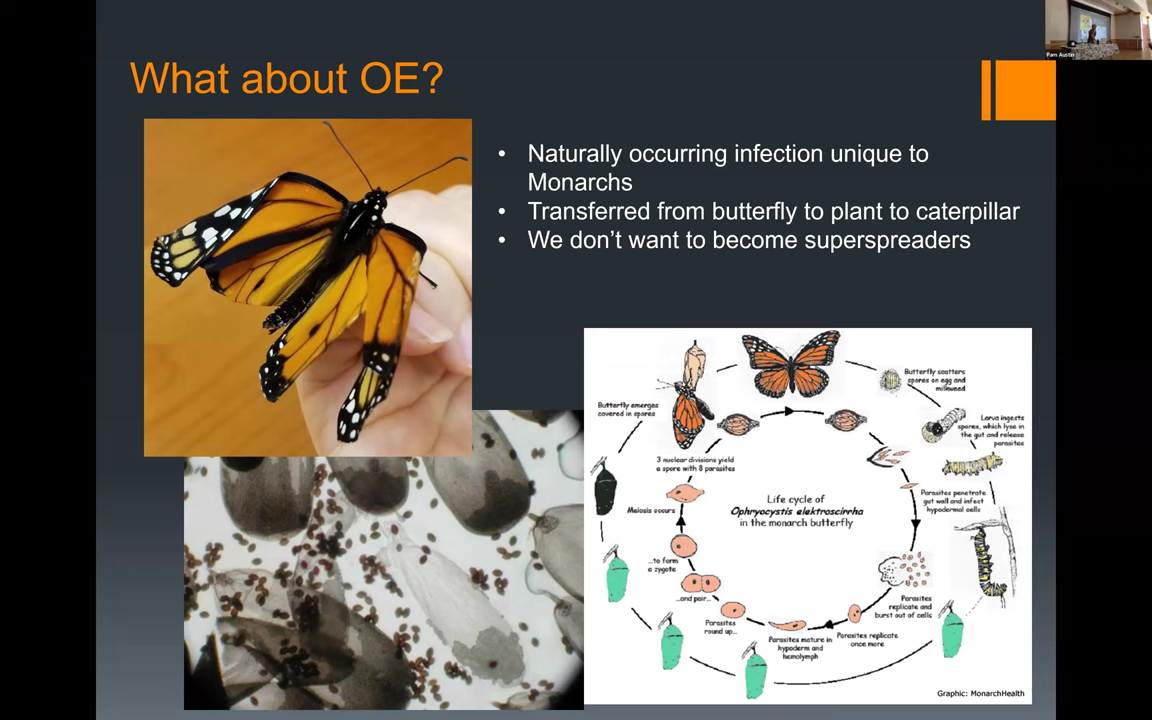 Pam Austin
What about OE?
• Naturally occurring infection unique to
Monarchs
• Transferred from butterfly to plant to caterpillar
• We don't want to become superspreaders
Butterfly scatters
spores on egg and
milkweed
Larva ingests
spores, which lyse in
the gut and release
parasites
Parasites penetrate
gut wall and infect
hypodermal cells
Parasites
replicate and
burst out of cells
Parasites replicate
once more
Parasites mature in
hypoderm and
hemolymph
Parasites
round up...
...and pair...
...to form
a zygote
Meiosis occurs
3 nuclear divisions yield
a spore with 8 parasites
Butterfly emerges
covered in spores
Life cycle of
Ophryocystis elektroscirrha
in the monarch butterfly
Graphic: MonarchHealth